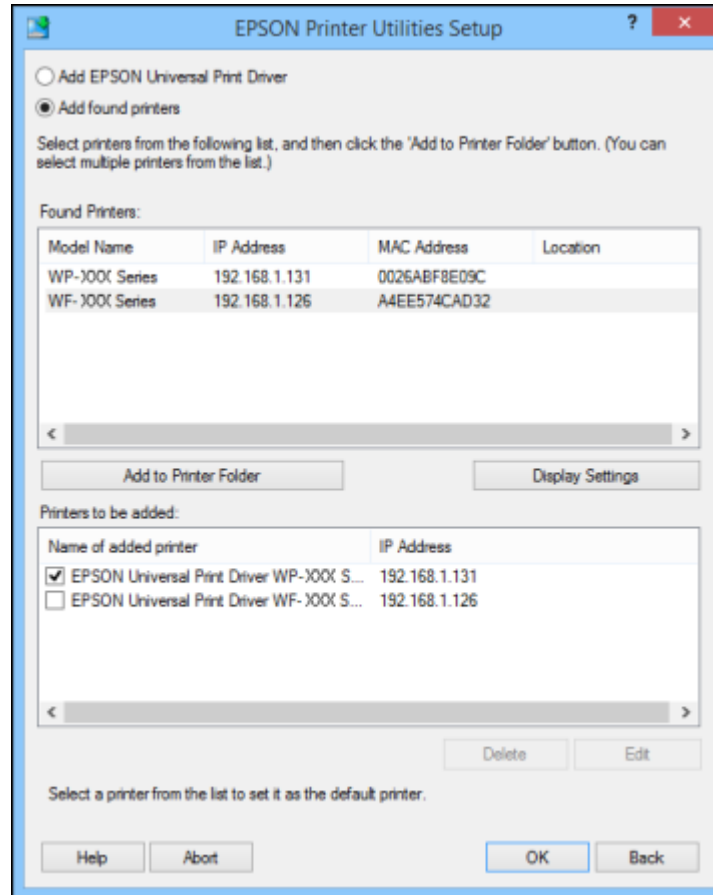 EPSON Printer Utilities Setup ?
Add EPSON Universal Print Driver
Add found printers
Select printers from the following list, and then click the 'Add to Printer Folder' button. (You can
select multiple printers from the list.)
Found Printers:
Model Name IP Address MAC Address Location
WP-XXX Series 192.168.1.131 0026ABF8E09C
WF-XXX Series 192.168.1.126 A4EE574CAD32
Add to Printer Folder Display Settings
Printers to be added:
Name of added printer IP Address
EPSON Universal Print Driver WP-XXX S... 192.168.1.131
EPSON Universal Print Driver WF-XXX S... 192.168.1.126
Delete Edit
Select a printer from the list to set it as the default printer.
Help Abort OK Back